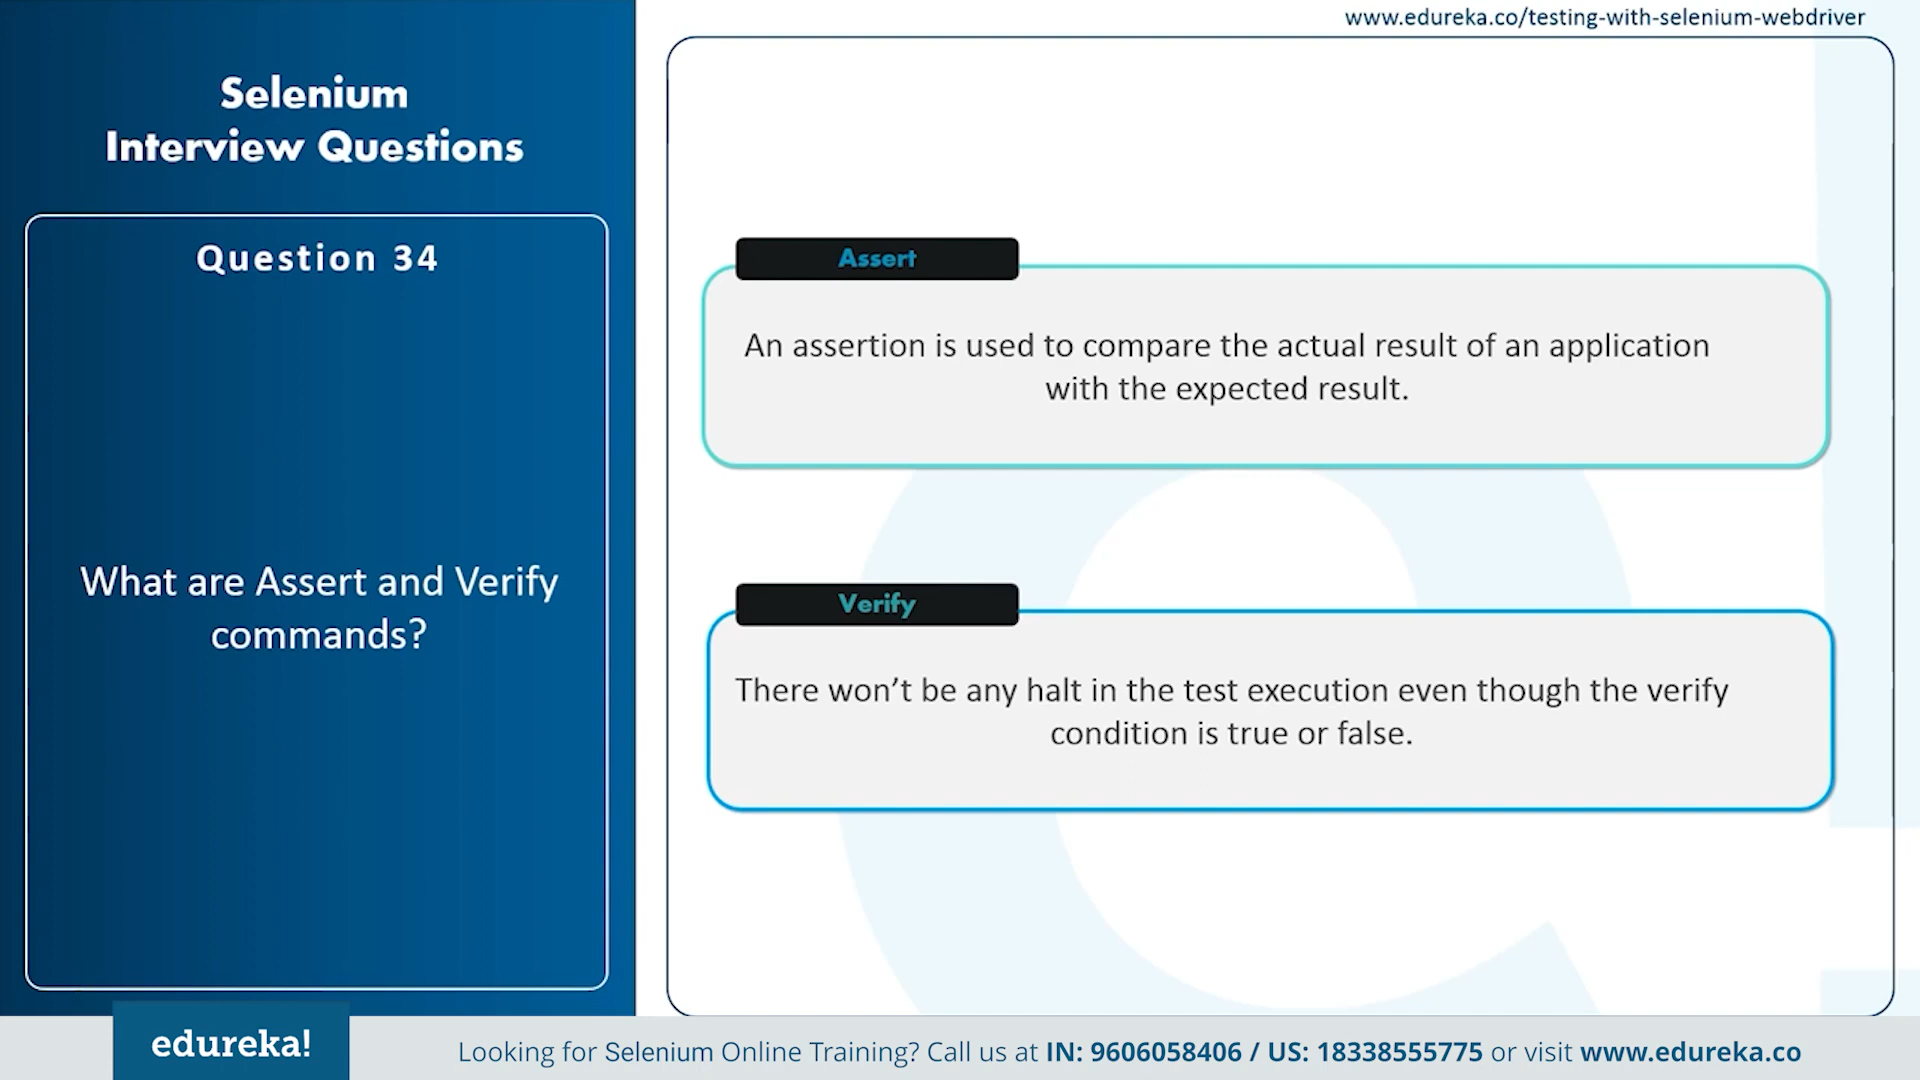 www.edureka.co/testing-with-selenium-webdriver
Selenium
Interview Questions
Question 34
What are Assert and Verify
commands?
Assert
An assertion is used to compare the actual result of an application
with the expected result.
Verify
There won’t be any halt in the test execution even though the verify
condition is true or false.
edureka!
Looking for Selenium Online Training? Call us at IN: 9606058406 / US: 18338555775 or visit www.edureka.co